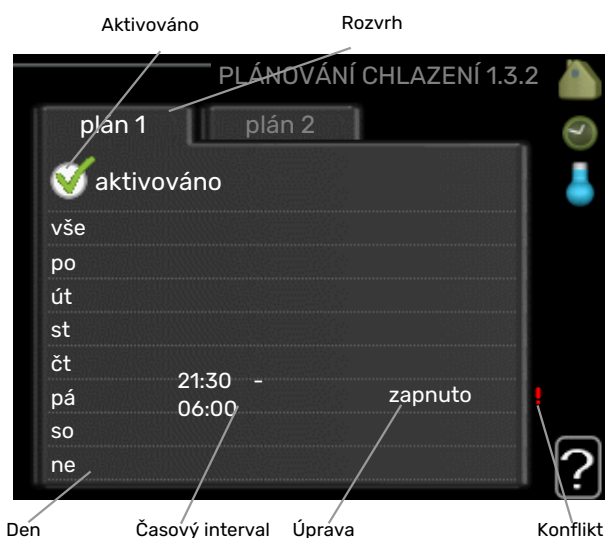 Aktivováno Rozvrh
PLÁNOVÁNÍ CHLAZENÍ 1.3.2
plán 1 plán 2
aktivováno
vše
po
út
st
čt
21:30 -
pá 06:00 zapnuto !
so
ne
?
Den Časový interval Úprava Konflikt